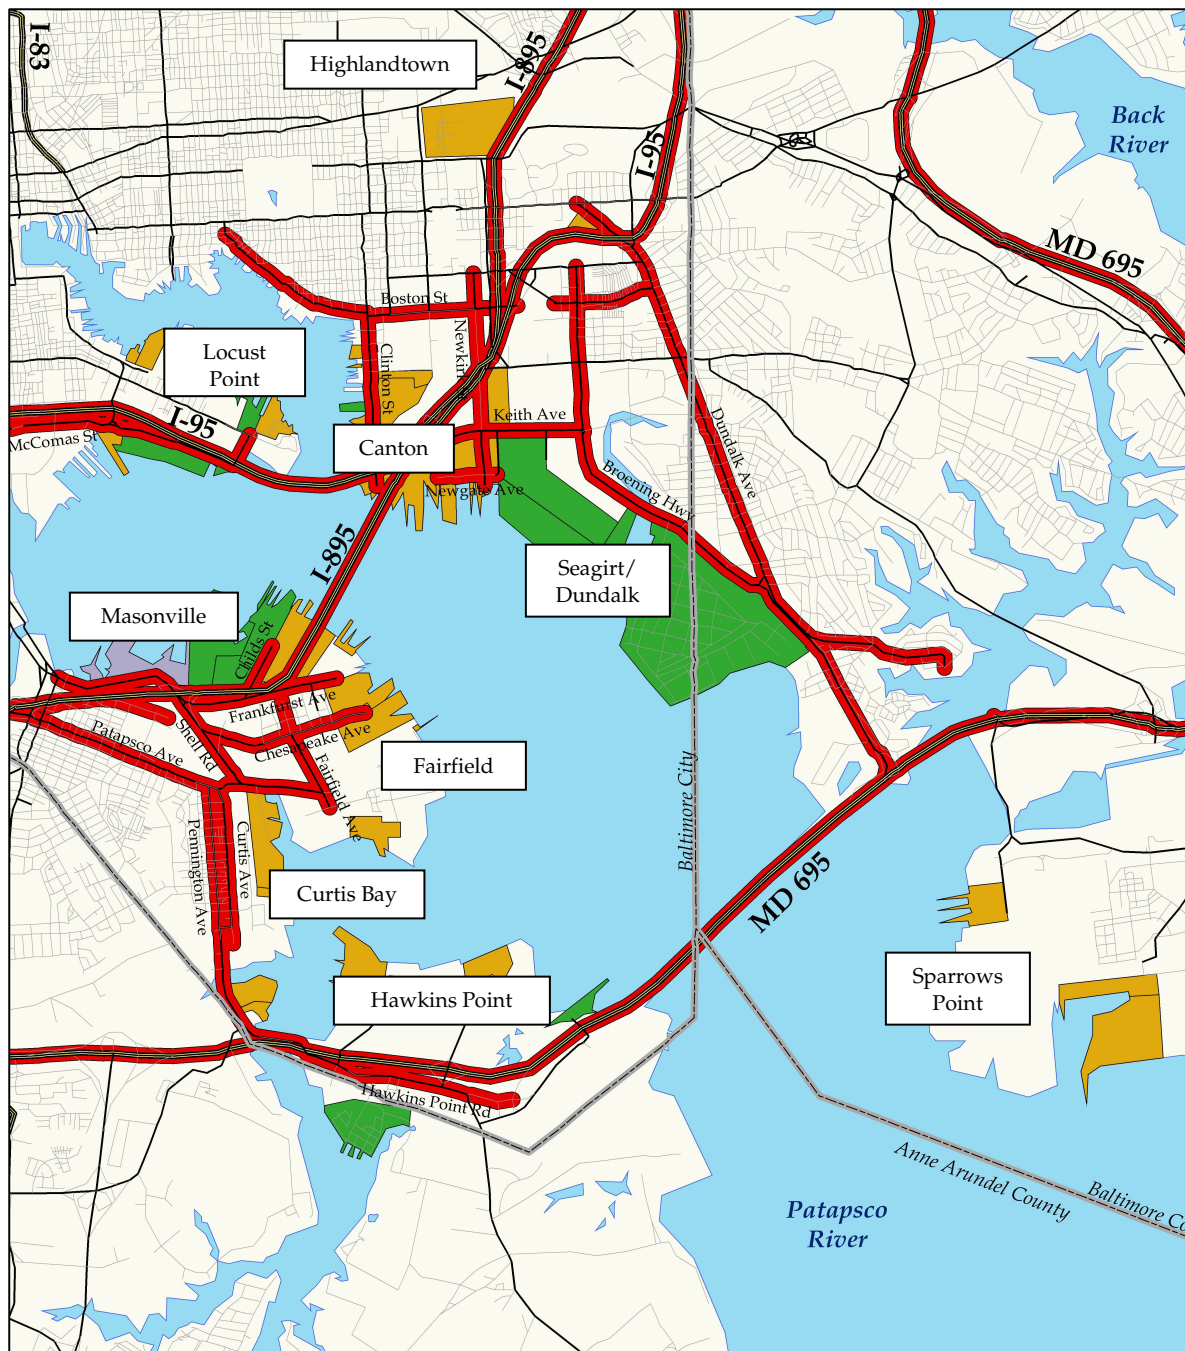 I-83
Highlandtown
I-895
Back
River
I-95
MD 695
Boston St
Newkirk
Locust
Point
Clinton St
I-95
McComas St
Keith Ave
Dundalk Ave
Canton
Broening Hwy
Newgate Ave
I-895
Seagirt/
Dundalk
Masonville
Childs St
Frankfurst Ave
Shell Rd
Patapsco Ave
Chesapeake Ave
Fairfield
Fairfield Ave
Baltimore City
Curtis Ave
Pennington Ave
MD 695
Curtis Bay
Hawkins Point
Sparrows
Point
Hawkins Point Rd
Anne Arundel County
Baltimore Co
Patapsco
River